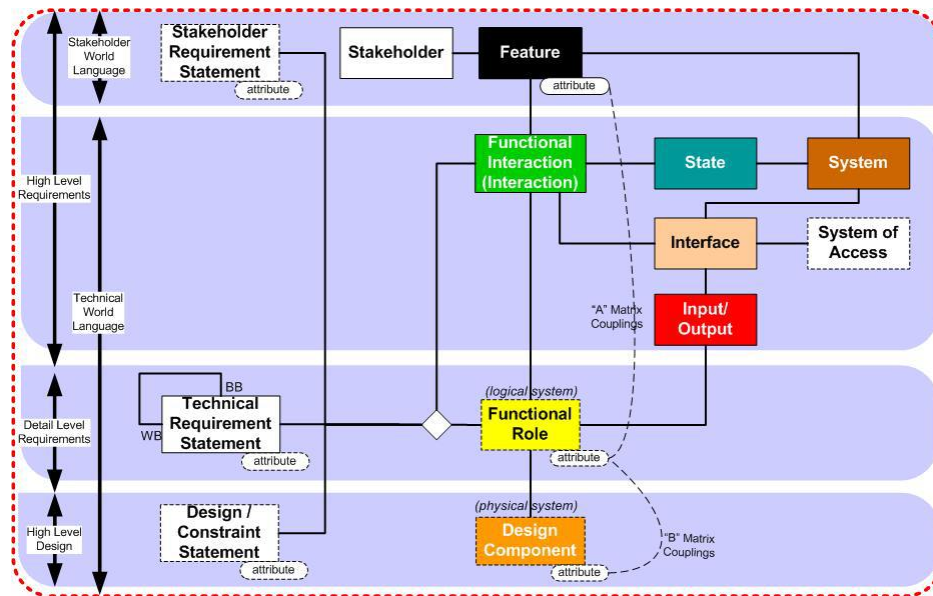 Stakeholder
World
Language
Stakeholder
Requirement
Statement
attribute
Stakeholder
Feature
attribute
High Level
Requirements
Technical
World
Language
Functional
Interaction
(Interaction)
State
System
Interface
System of
Access
"A" Matrix
Couplings
Input/
Output
Detail Level
Requirements
BB
WB
Technical
Requirement
Statement
attribute
(logical system)
Functional
Role
attribute
High Level
Design
Design /
Constraint
Statement
attribute
(physical system)
Design
Component
attribute
"B" Matrix
Couplings